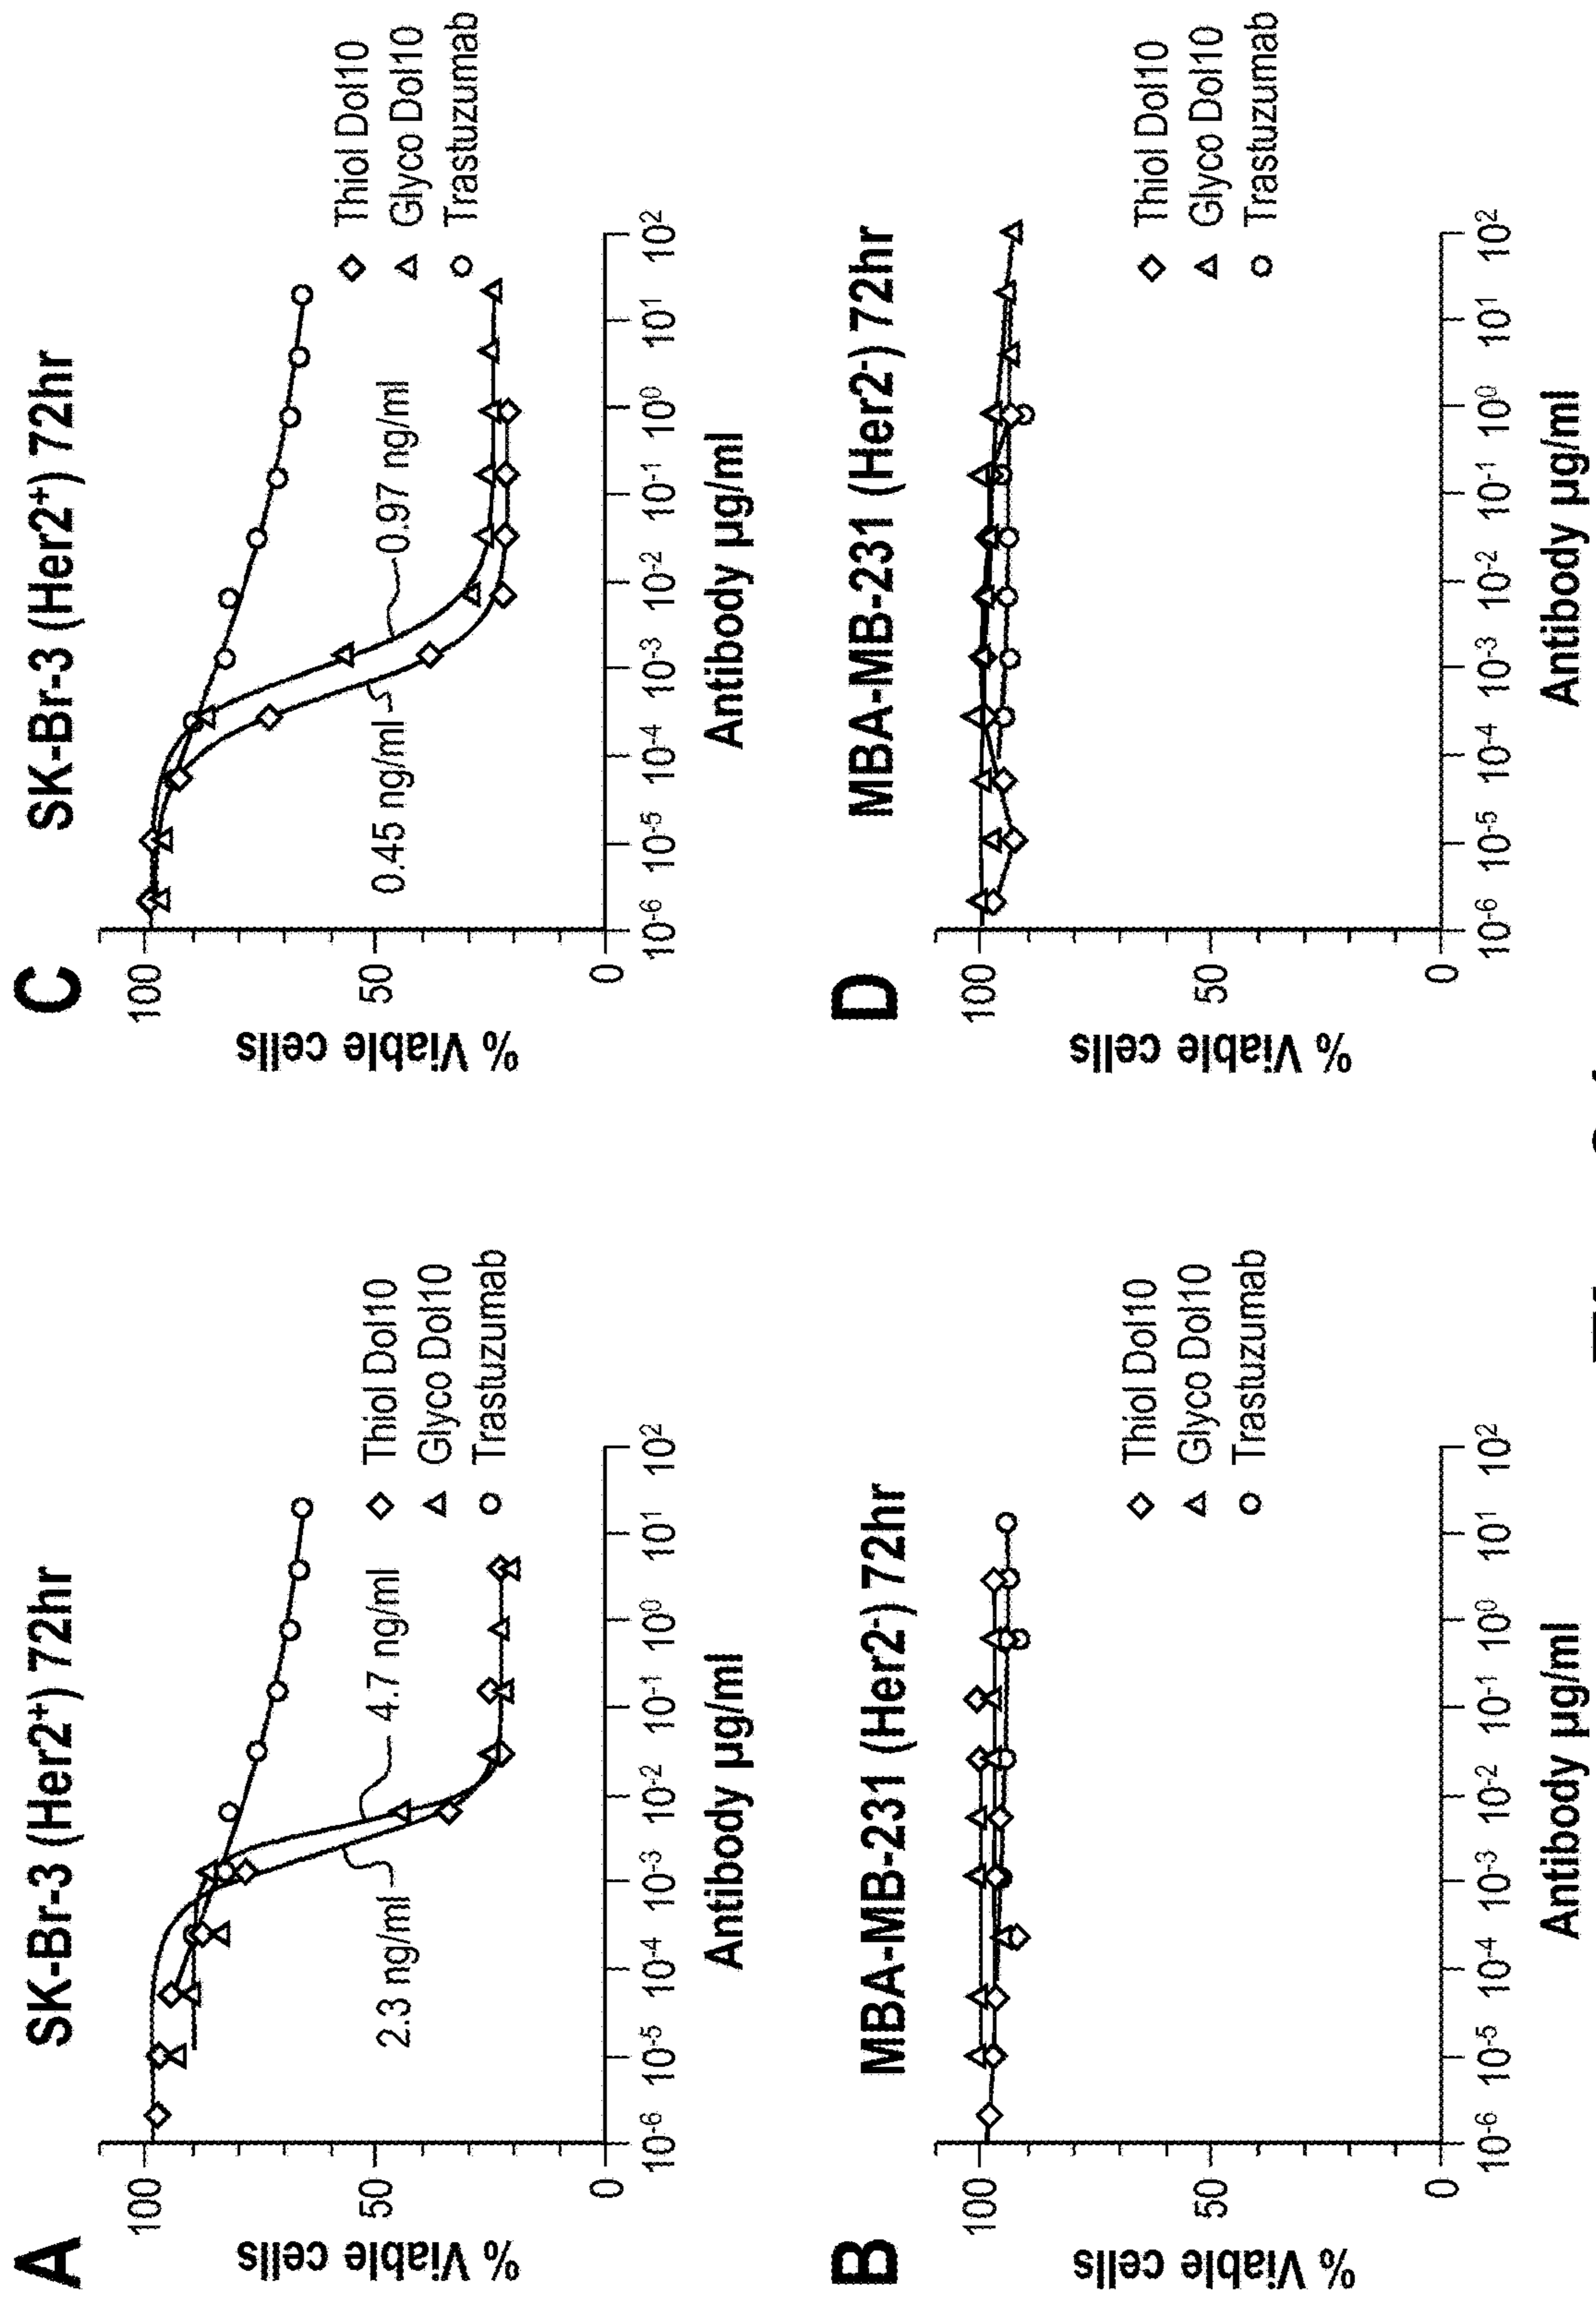 A
SK-Br-3 (Her2⁺) 72hr
% Viable cells
100
50
0
10⁻⁶ 10⁻⁵ 10⁻⁴ 10⁻³ 10⁻² 10⁻¹ 10⁰ 10¹ 10²
Antibody µg/ml
2.3 ng/ml
4.7 ng/ml
Thiol Dol10
Glyco Dol10
Trastuzumab
B
MBA-MB-231 (Her2⁻) 72hr
% Viable cells
100
50
0
10⁻⁶ 10⁻⁵ 10⁻⁴ 10⁻³ 10⁻² 10⁻¹ 10⁰ 10¹ 10²
Antibody µg/ml
Thiol Dol10
Glyco Dol10
Trastuzumab
C
SK-Br-3 (Her2⁺) 72hr
% Viable cells
100
50
0
10⁻⁶ 10⁻⁵ 10⁻⁴ 10⁻³ 10⁻² 10⁻¹ 10⁰ 10¹ 10²
Antibody µg/ml
0.45 ng/ml
0.97 ng/ml
Thiol Dol10
Glyco Dol10
Trastuzumab
D
MBA-MB-231 (Her2⁻) 72hr
% Viable cells
100
50
0
10⁻⁶ 10⁻⁵ 10⁻⁴ 10⁻³ 10⁻² 10⁻¹ 10⁰ 10¹ 10²
Antibody µg/ml
Thiol Dol10
Glyco Dol10
Trastuzumab